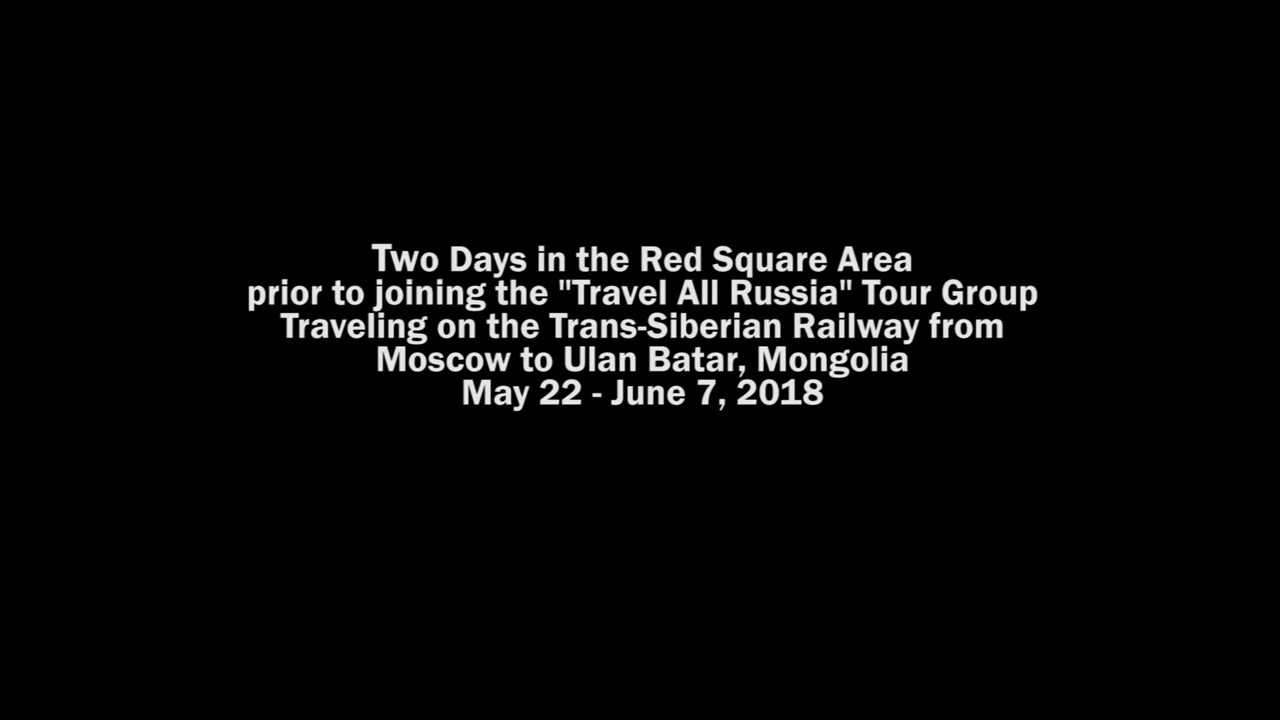 Two Days in the Red Square Area
prior to joining the "Travel All Russia" Tour Group
Traveling on the Trans-Siberian Railway from
Moscow to Ulan Batar, Mongolia
May 22 - June 7, 2018